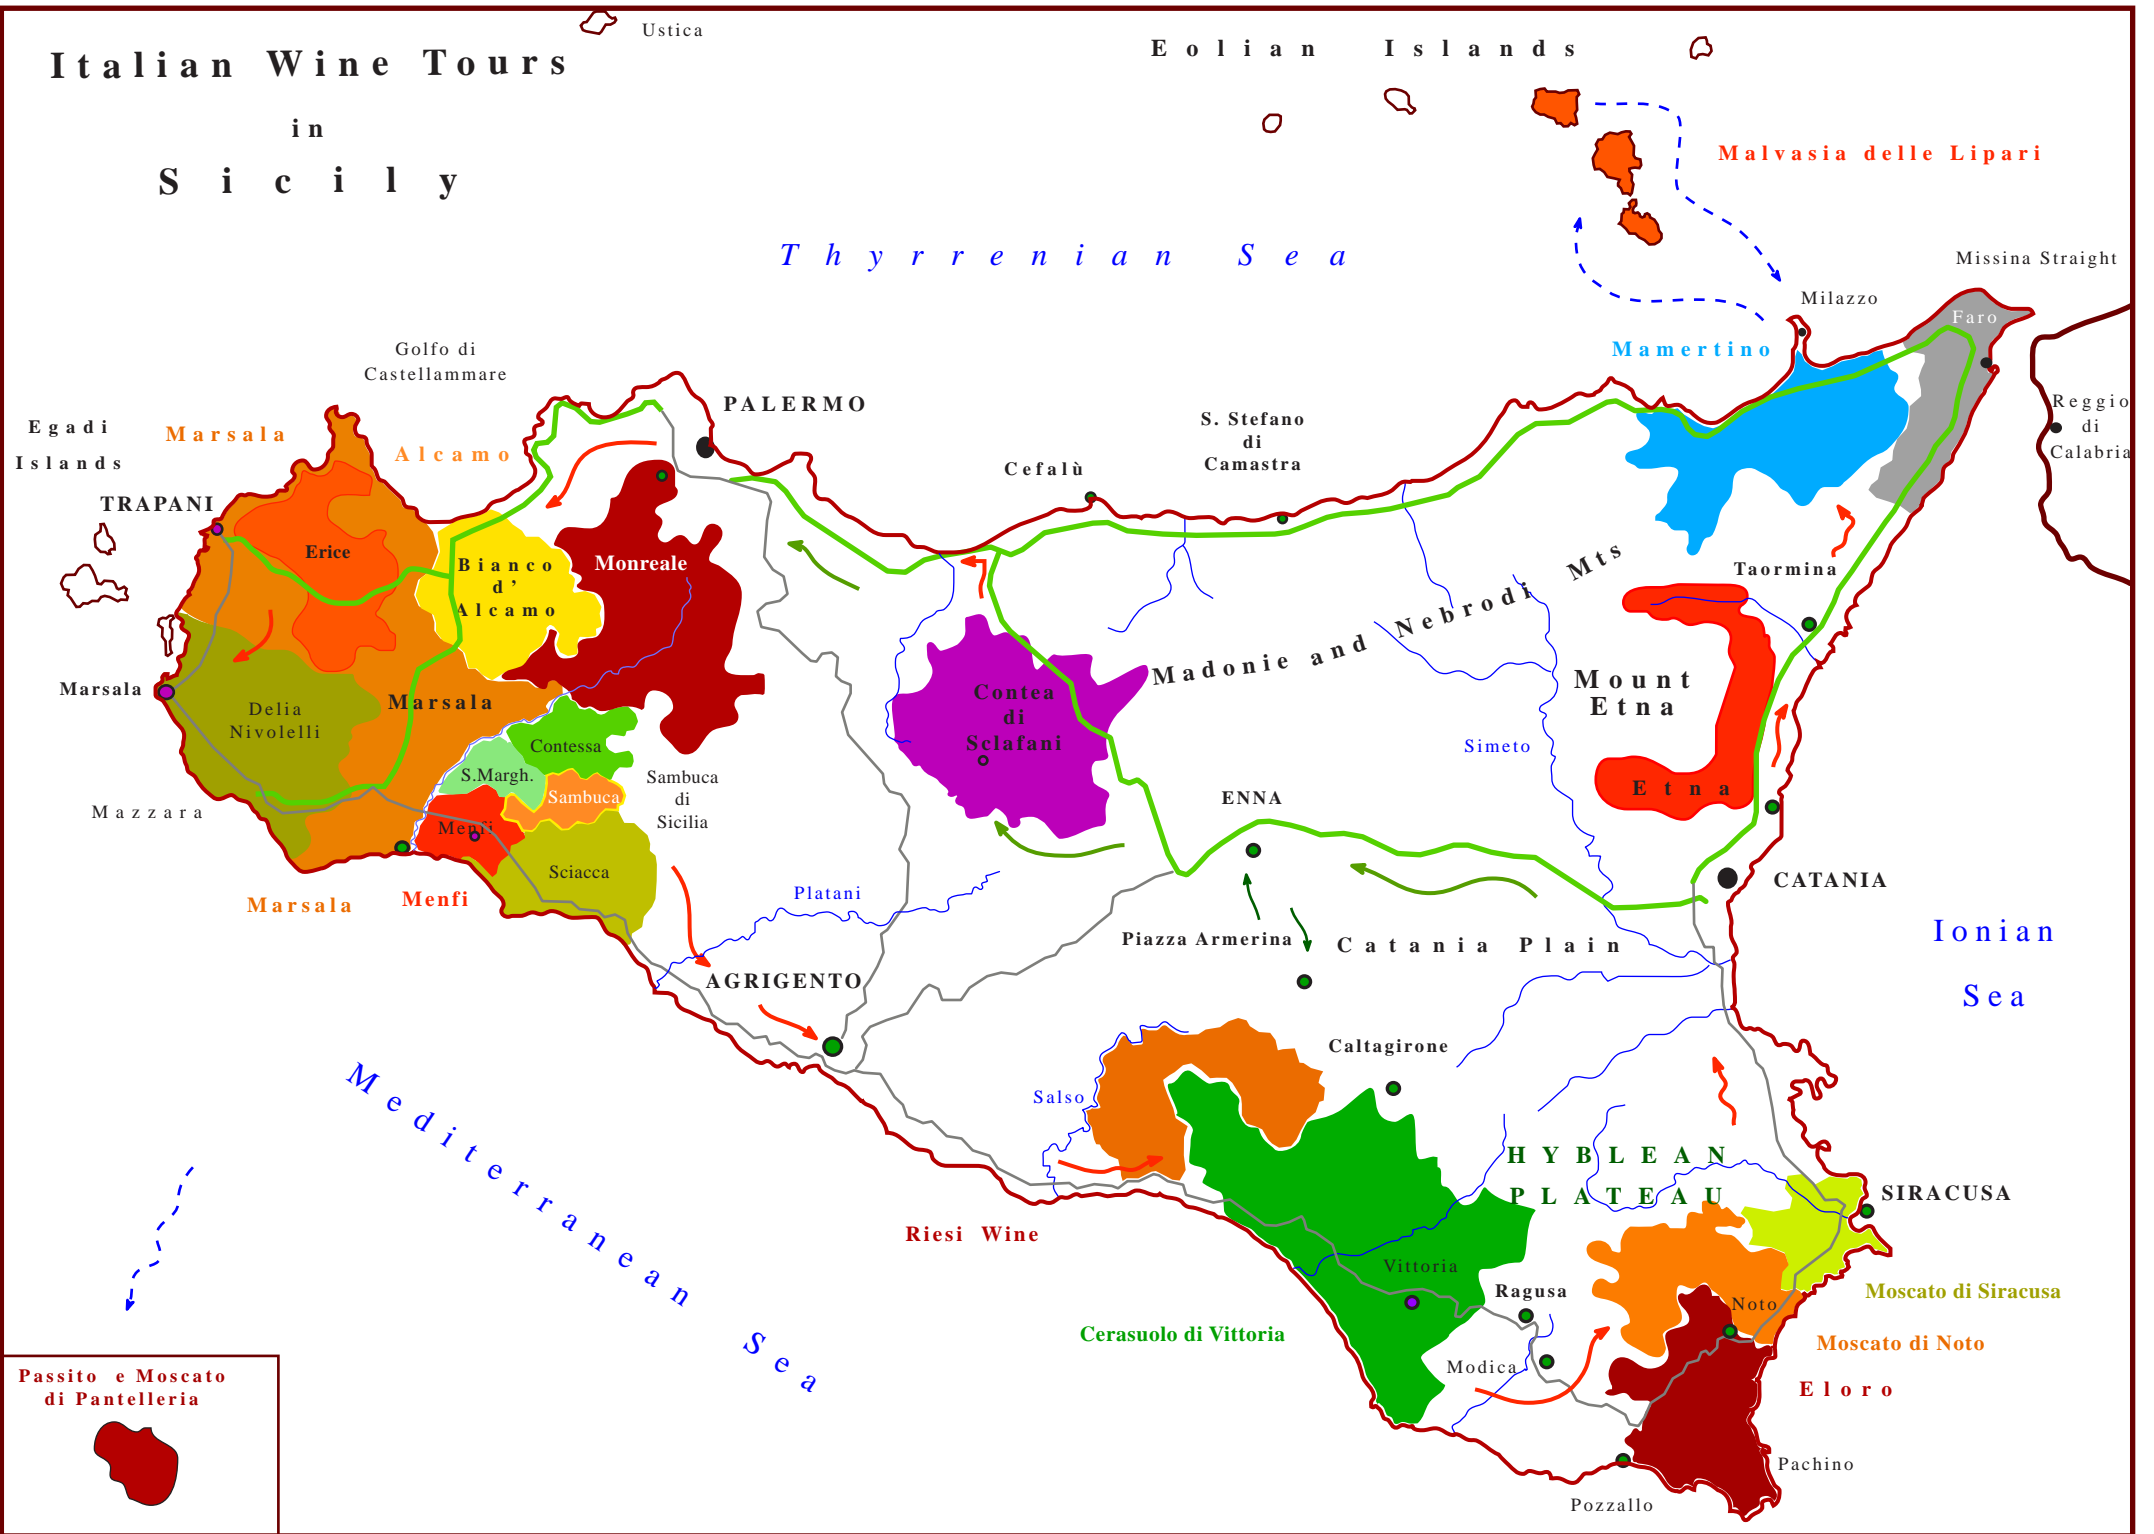 Ustica
Eolian Islands
Italian Wine Tours
in
Sicily
Malvasia delle Lipari
Thyrrenian Sea
Missina Straight
Milazzo
Faro
Golfo di
Castellammare
Mamertino
PALERMO
Reggio
di
Calabria
Egadi
Islands
Marsala
Alcamo
S. Stefano
di
Camastra
Cefalù
TRAPANI
Erice
Bianco
d'
Alcamo
Monreale
Madonie and Nebrodi Mts
Taormina
Marsala
Delia
Nivolelli
Marsala
Contea
di
Sclafani
Mount
Etna
Simeto
Contessa
S.Margh.
Sambuca
Sambuca
di
Sicilia
Etna
ENNA
Mazzara
Menfi
Sciacca
Marsala
Menfi
Platani
CATANIA
Piazza Armerina
Catania Plain
Ionian
Sea
AGRIGENTO
Caltagirone
Salso
Mediterranean Sea
HYBLEAN
PLATEAU
SIRACUSA
Riesi Wine
Vittoria
Ragusa
Noto
Moscato di Siracusa
Cerasuolo di Vittoria
Moscato di Noto
Modica
Eloro
Passito e Moscato
di Pantelleria
Pachino
Pozzallo